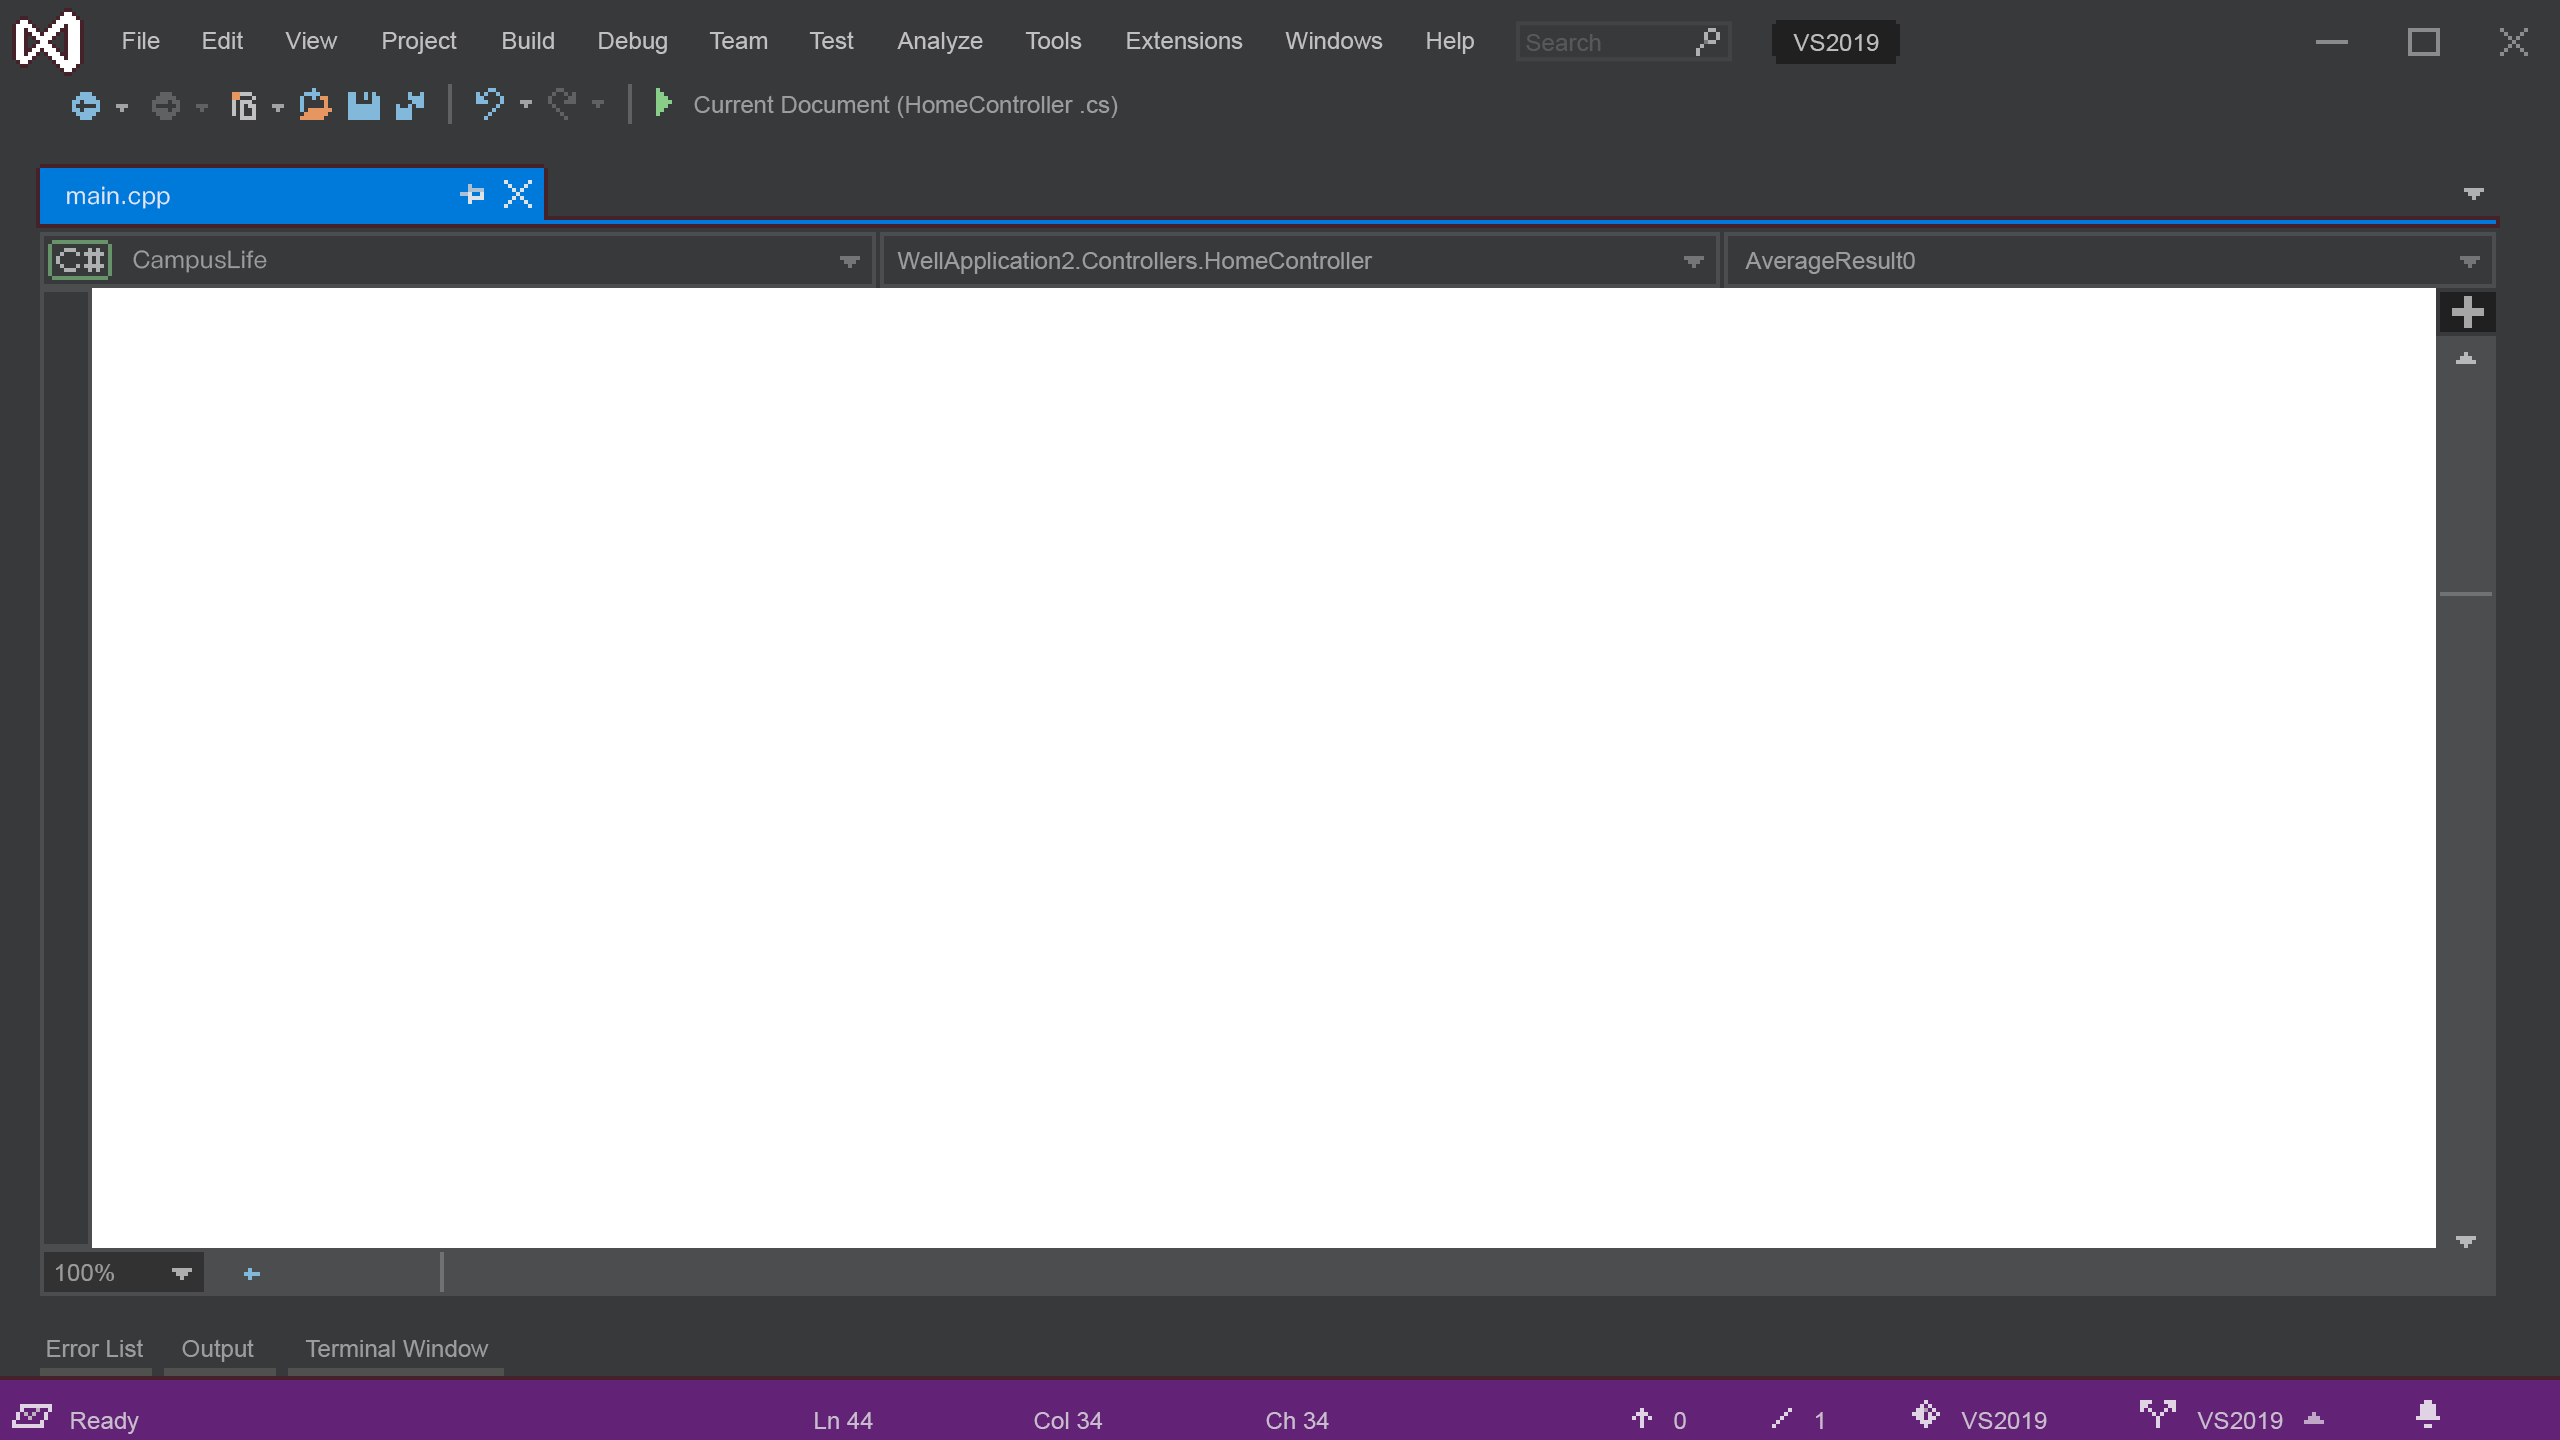 File Edit View Project Build Debug Team Test Analyze Tools Extensions Windows Help Search VS2019
Current Document (HomeController .cs)
main.cpp
C# CampusLife WellApplication2.Controllers.HomeController AverageResult0
100%
Error List Output Terminal Window
Ready Ln 44 Col 34 Ch 34 0 1 VS2019 VS2019